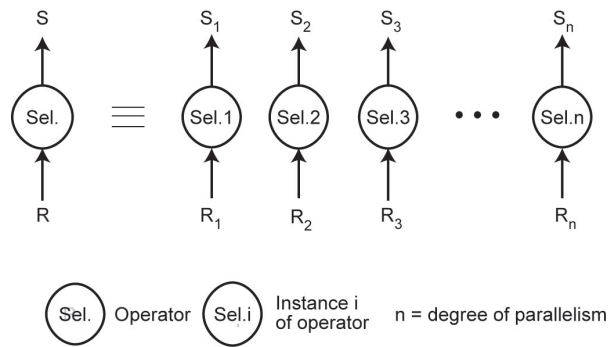 S S₁ S₂ S₃ Sₙ
Sel. Sel.1 Sel.2 Sel.3 ••• Sel.n
R R₁ R₂ R₃ Rₙ
Sel. Operator Sel.i Instance i of operator n = degree of parallelism